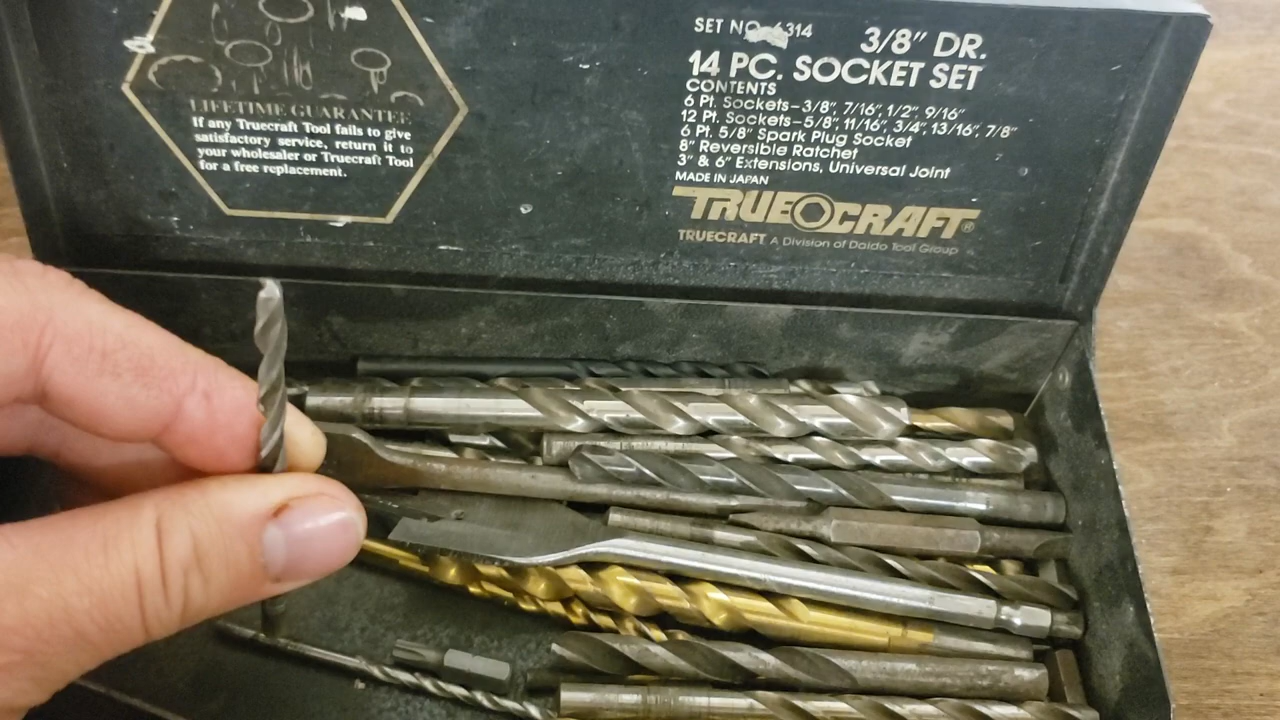 LIFETIME GUARANTEE
If any Truecraft Tool fails to give
satisfactory service, return it to
your wholesaler or Truecraft Tool
for a free replacement.
SET NO. 6314
3/8" DR.
14 PC. SOCKET SET
CONTENTS
6 Pt. Sockets–3/8", 7/16", 1/2", 9/16"
12 Pt. Sockets–5/8", 11/16", 3/4", 13/16", 7/8"
6 Pt. 5/8" Spark Plug Socket
8" Reversible Ratchet
3" & 6" Extensions, Universal Joint
MADE IN JAPAN
TRUECRAFT®
TRUECRAFT A Division of Daido Tool Group